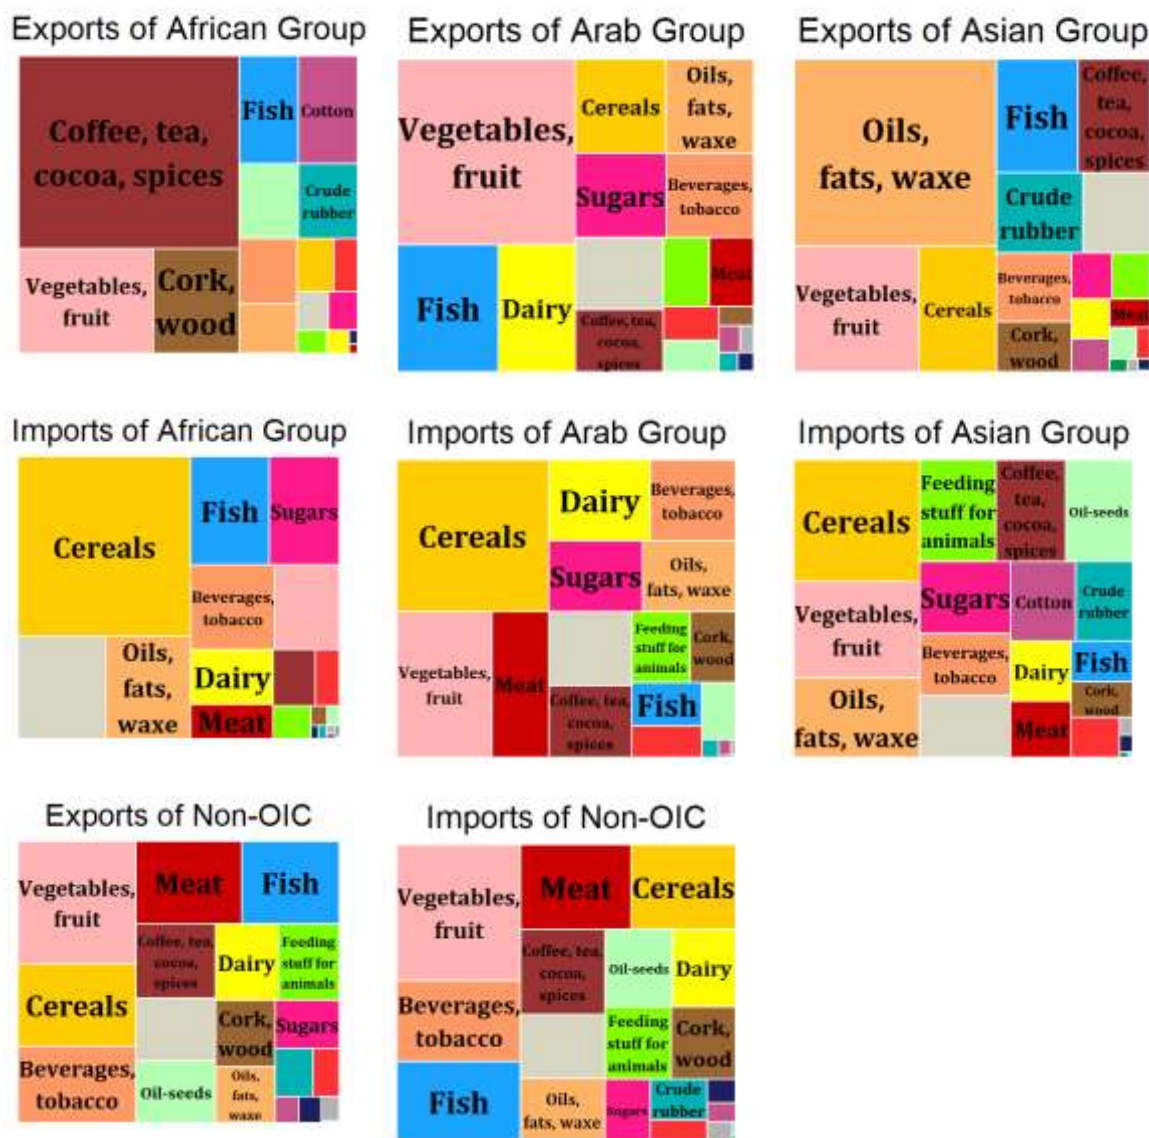 Exports of African Group
Coffee, tea,
cocoa, spices
Fish
Cotton
Crude
rubber
Vegetables,
fruit
Cork,
wood
Exports of Arab Group
Vegetables,
fruit
Cereals
Oils,
fats,
waxe
Sugars
Beverages,
tobacco
Fish
Dairy
Meat
Coffee, tea,
cocoa,
spices
Exports of Asian Group
Oils,
fats, waxe
Fish
Coffee,
tea,
cocoa,
spices
Crude
rubber
Vegetables,
fruit
Cereals
Beverages,
tobacco
Cork,
wood
Meat
Imports of African Group
Cereals
Fish
Sugars
Beverages,
tobacco
Oils,
fats,
waxe
Dairy
Meat
Imports of Arab Group
Cereals
Dairy
Beverages,
tobacco
Sugars
Oils,
fats, waxe
Vegetables,
fruit
Meat
Feeding
stuff for
animals
Cork,
wood
Coffee, tea,
cocoa,
spices
Fish
Imports of Asian Group
Cereals
Feeding
stuff for
animals
Coffee,
tea,
cocoa,
spices
Oil-seeds
Vegetables,
fruit
Sugars
Cotton
Crude
rubber
Beverages,
tobacco
Dairy
Fish
Cork,
wood
Oils,
fats, waxe
Meat
Exports of Non-OIC
Vegetables,
fruit
Meat
Fish
Coffee, tea,
cocoa,
spices
Dairy
Feeding
stuff for
animals
Cereals
Cork,
wood
Sugars
Beverages,
tobacco
Oil-seeds
Oils,
fats,
waxe
Imports of Non-OIC
Vegetables,
fruit
Meat
Cereals
Coffee, tea,
cocoa,
spices
Oil-seeds
Dairy
Beverages,
tobacco
Feeding
stuff for
animals
Cork,
wood
Fish
Oils,
fats, waxe
Sugars
Crude
rubber